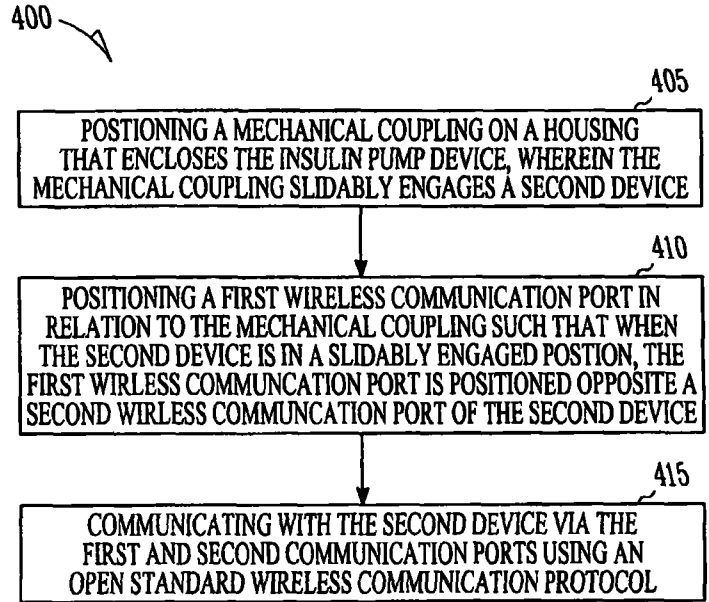 400
405
POSTIONING A MECHANICAL COUPLING ON A HOUSING
THAT ENCLOSES THE INSULIN PUMP DEVICE, WHEREIN THE
MECHANICAL COUPLING SLIDABLY ENGAGES A SECOND DEVICE
410
POSITIONING A FIRST WIRELESS COMMUNICATION PORT IN
RELATION TO THE MECHANICAL COUPLING SUCH THAT WHEN
THE SECOND DEVICE IS IN A SLIDABLY ENGAGED POSTION, THE
FIRST WIRLESS COMMUNCATION PORT IS POSITIONED OPPOSITE A
SECOND WIRLESS COMMUNCATION PORT OF THE SECOND DEVICE
415
COMMUNICATING WITH THE SECOND DEVICE VIA THE
FIRST AND SECOND COMMUNICATION PORTS USING AN
OPEN STANDARD WIRELESS COMMUNICATION PROTOCOL